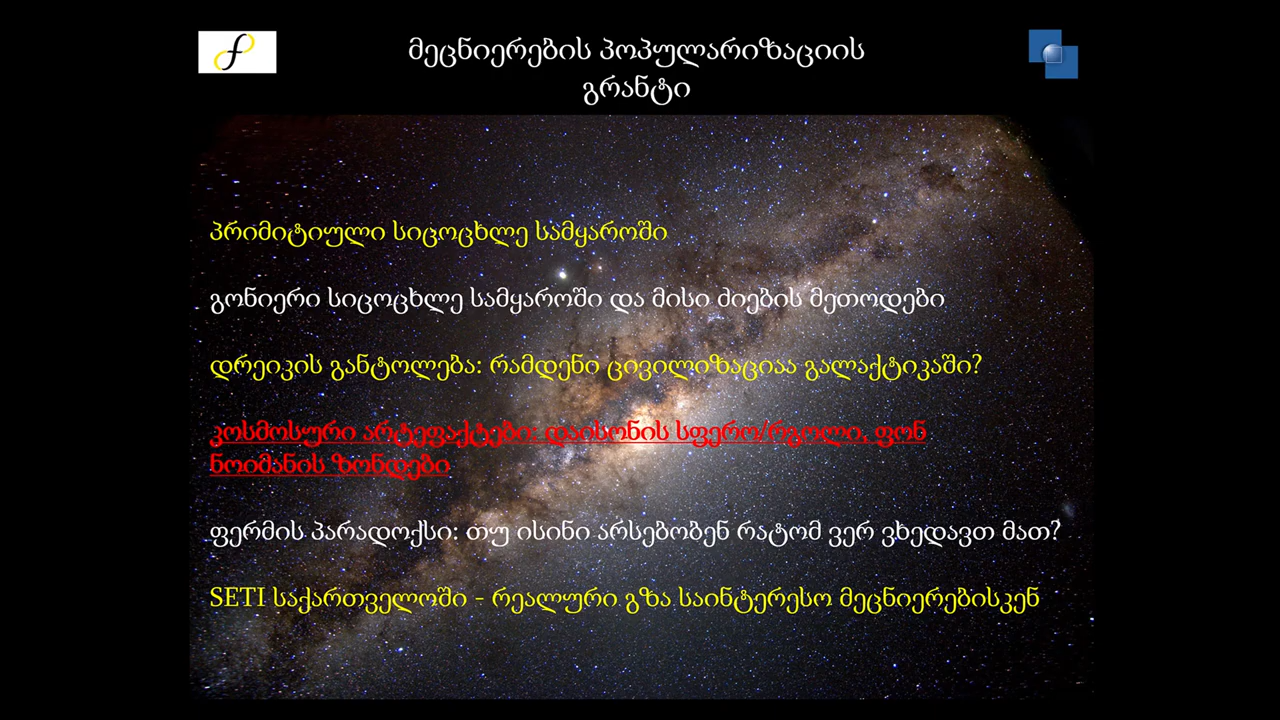 მეცნიერების პოპულარიზაციის
გრანტი
პრიმიტიული სიცოცხლე სამყაროში
გონიერი სიცოცხლე სამყაროში და მისი ძიების მეთოდები
დრეიკის განტოლება: რამდენი ცივილიზაციაა გალაქტიკაში?
კოსმოსური არტეფაქტები: დაისონის სფერო/რგოლი, ფონ
ნოიმანის ზონდები
ფერმის პარადოქსი: თუ ისინი არსებობენ რატომ ვერ ვხედავთ მათ?
SETI საქართველოში - რეალური გზა საინტერესო მეცნიერებისკენ